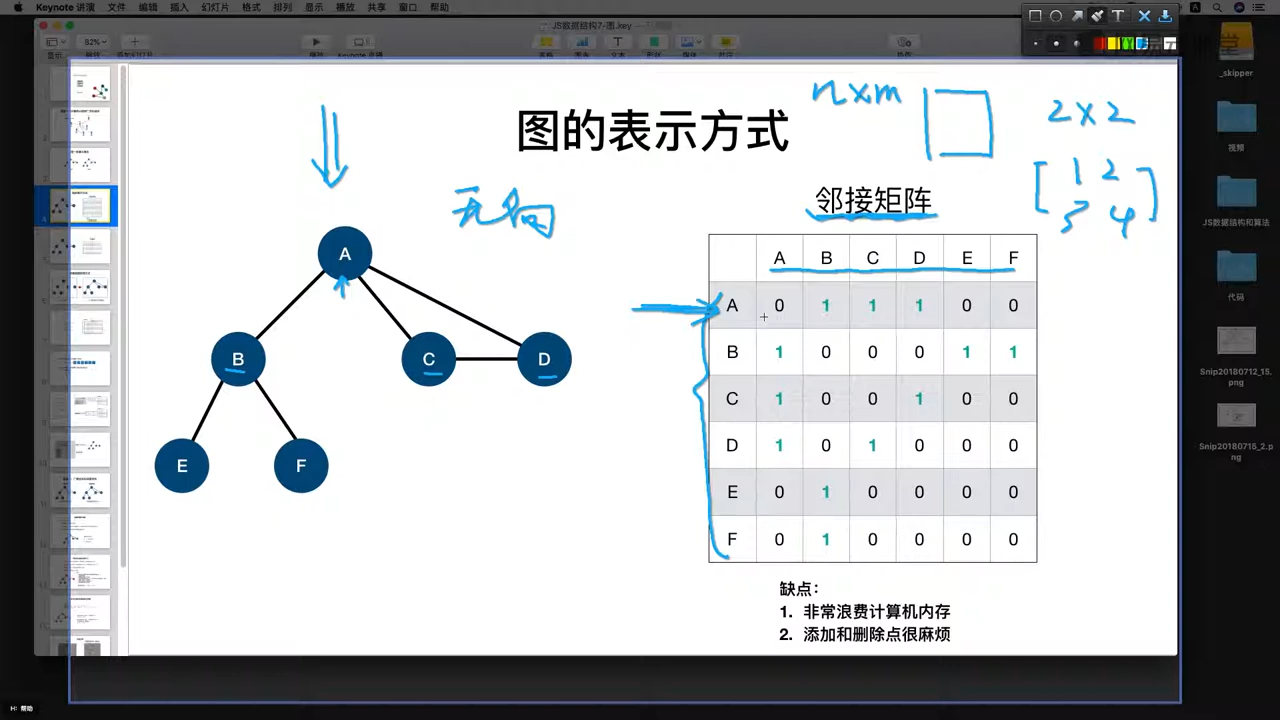 Keynote 讲演 文件 编辑 插入 幻灯片 格式 排列 显示 播放 共享 窗口 帮助
JS数据结构7-图.key
82%
n×m
2×2
图的表示方式
1 2
3 4
无向
邻接矩阵
A B C D E F
A 0 1 1 1 0 0
B 1 0 0 0 1 1
C 1 0 0 1 0 0
D 1 0 1 0 0 0
E 0 1 0 0 0 0
F 0 1 0 0 0 0
A
B C D
E F
缺点：
1. 非常浪费计算机内存
2. 添加和删除点很麻烦
_skipper
视频
JS数据结构和算法
代码
Snip20180712_15.
png
Snip20180715_2.p
ng
H: 帮助